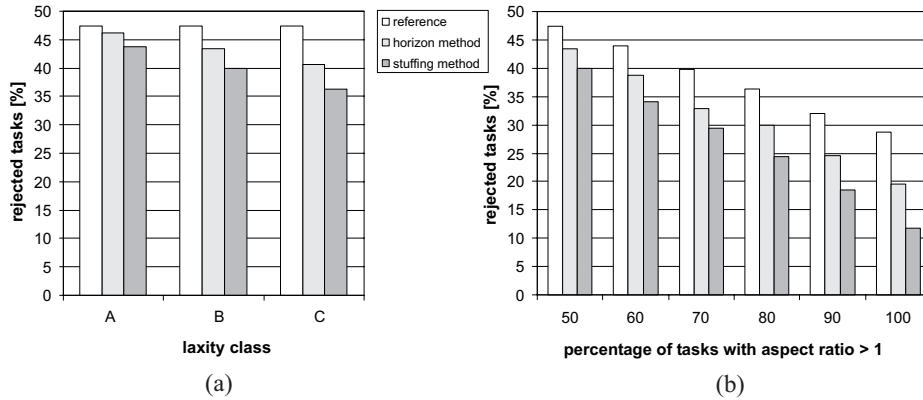 rejected tasks [%]
50
45
40
35
30
25
20
15
10
5
0
A B C
laxity class
(a)
reference
horizon method
stuffing method
rejected tasks [%]
50
45
40
35
30
25
20
15
10
5
0
50 60 70 80 90 100
percentage of tasks with aspect ratio > 1
(b)